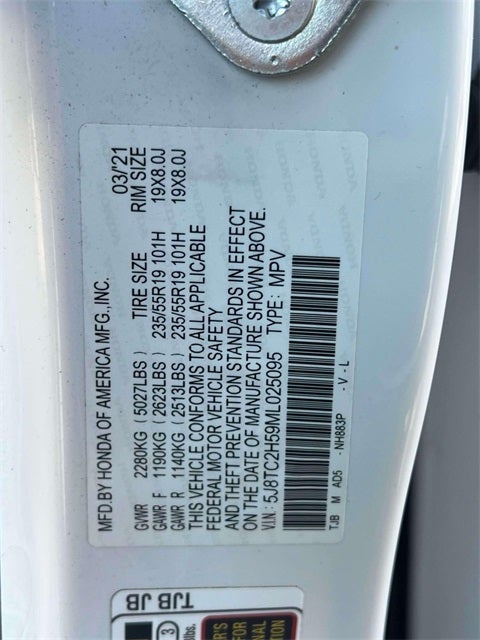 MFD.BY HONDA OF AMERICA MFG.,INC. 03/'21
GVWR 2280KG ( 5027LBS ) TIRE SIZE RIM SIZE
GAWR F 1190KG ( 2623LBS ) 235/55R19 101H 19X8.0J
GAWR R 1140KG ( 2513LBS ) 235/55R19 101H 19X8.0J
THIS VEHICLE CONFORMS TO ALL APPLICABLE
FEDERAL MOTOR VEHICLE SAFETY
AND THEFT PREVENTION STANDARDS IN EFFECT
ON THE DATE OF MANUFACTURE SHOWN ABOVE.
V.I.N.: 5J8TC2H59ML025095 TYPE: MPV
TJB M AD5 - NH883P - V - L
TJB JB
3
lbs.